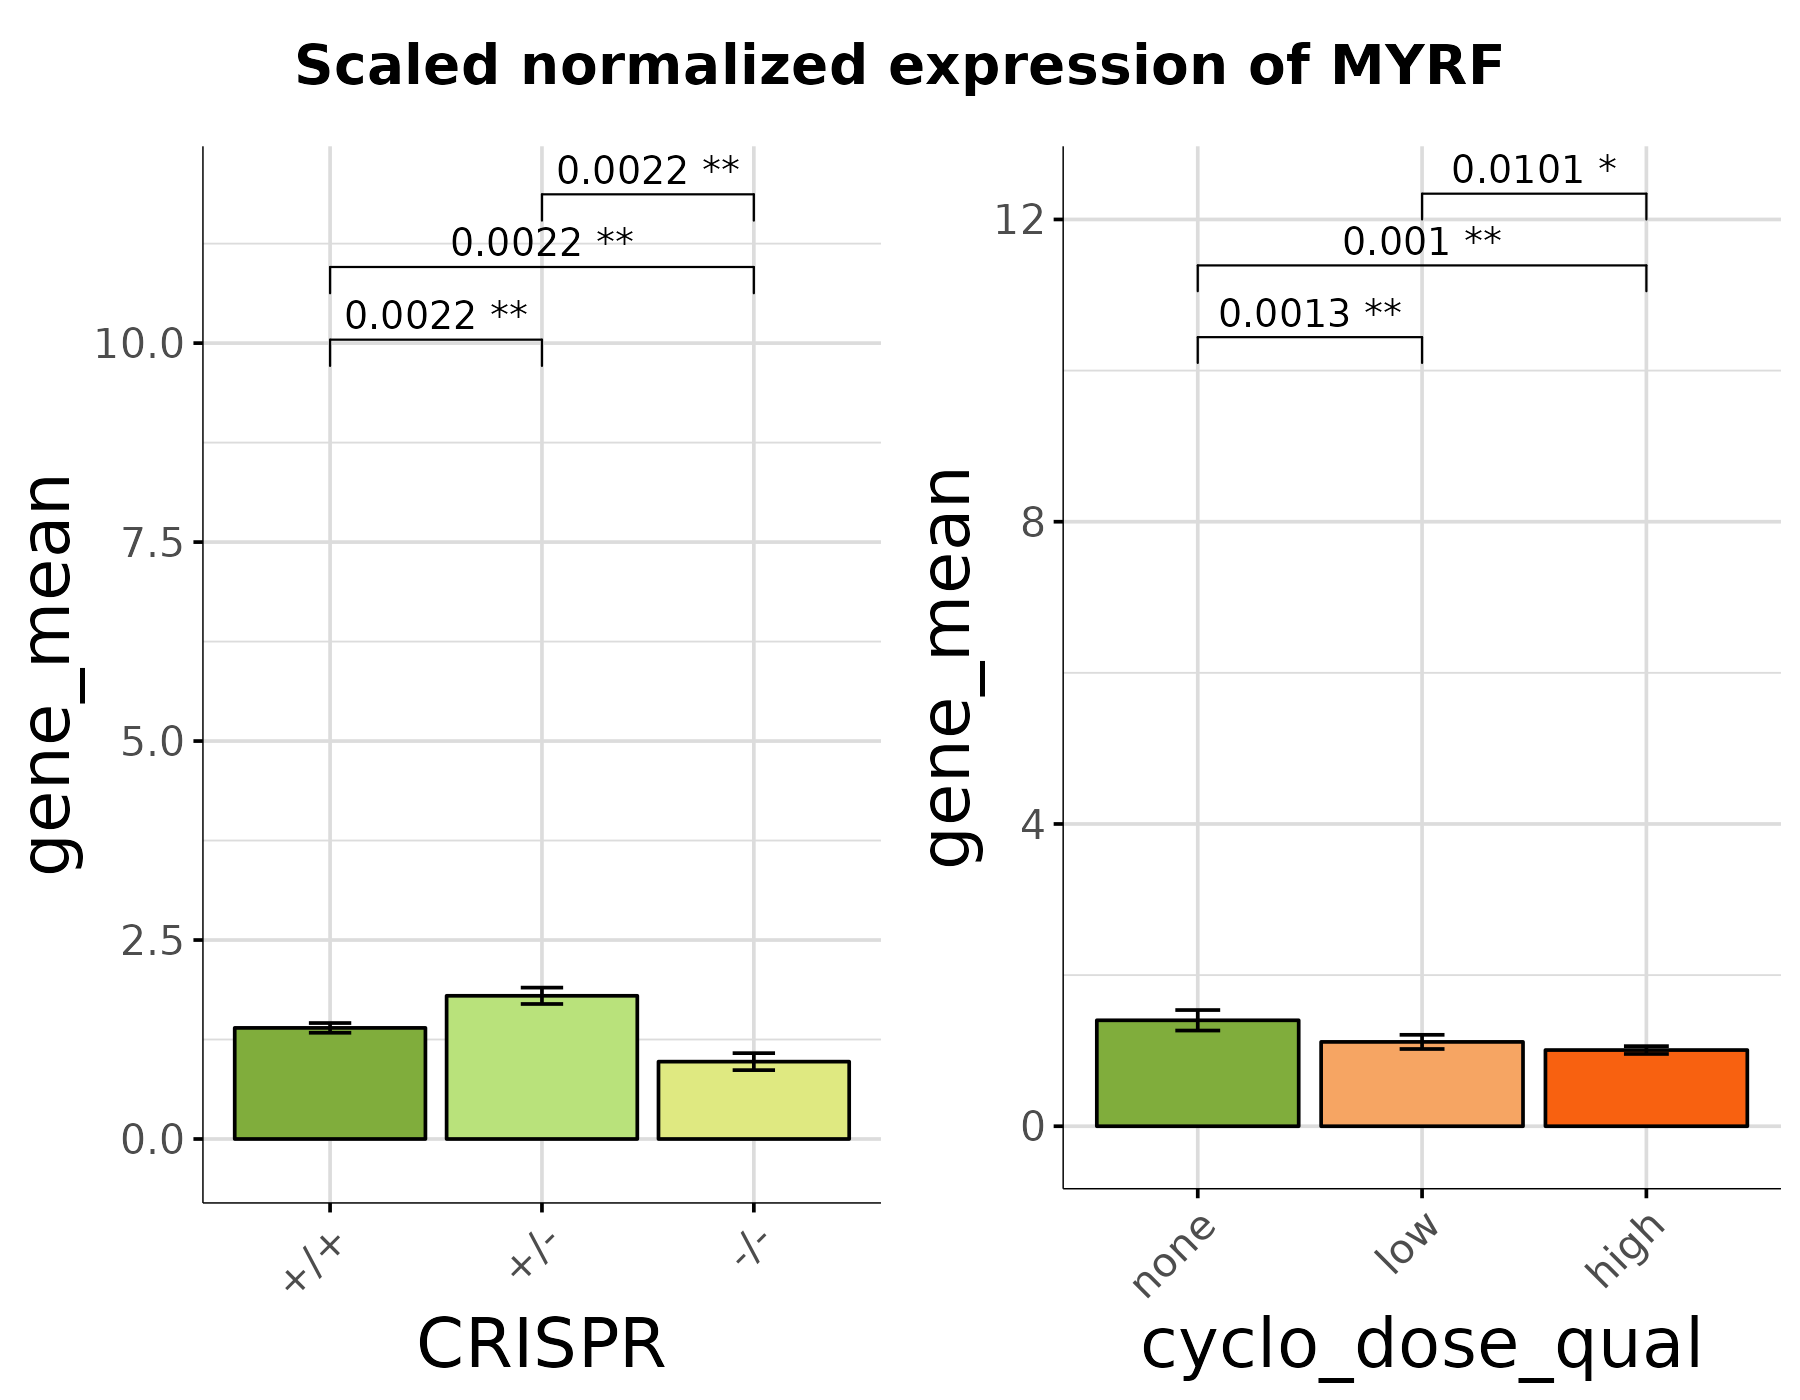 Scaled normalized expression of MYRF
gene_mean
10.0
7.5
5.0
2.5
0.0
0.0022 **
0.0022 **
0.0022 **
+/+
+/-
-/-
CRISPR
gene_mean
12
8
4
0
0.0101 *
0.001 **
0.0013 **
none
low
high
cyclo_dose_qual